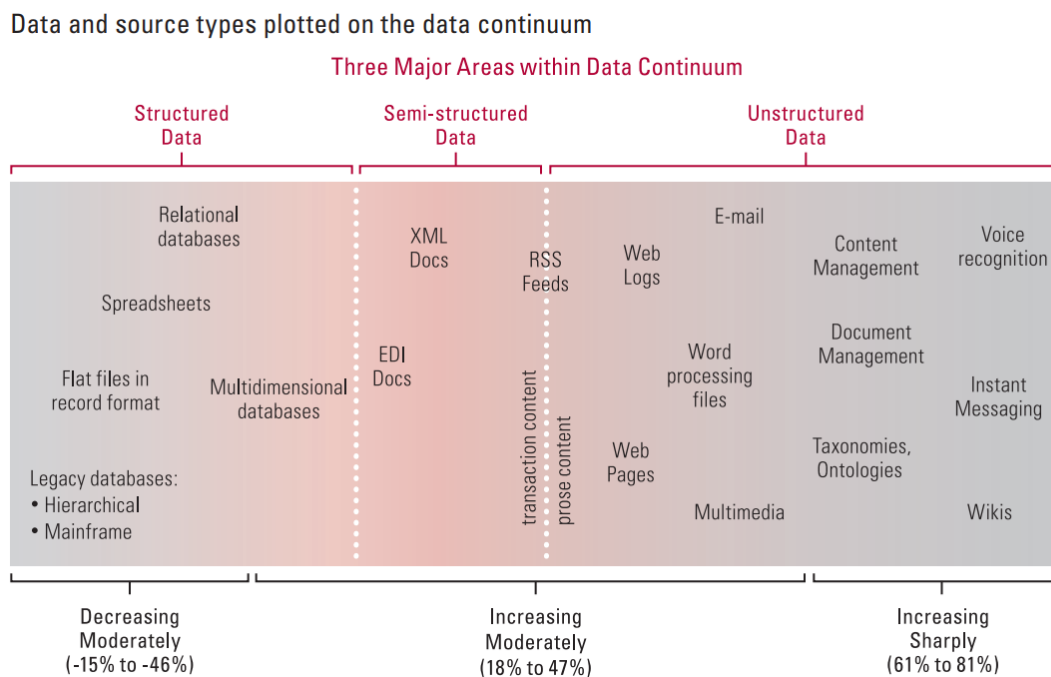 Data and source types plotted on the data continuum
Three Major Areas within Data Continuum
Structured
Data
Semi-structured
Data
Unstructured
Data
Relational
databases
Spreadsheets
Flat files in
record format
Multidimensional
databases
Legacy databases:
• Hierarchical
• Mainframe
XML
Docs
EDI
Docs
RSS
Feeds
transaction content
prose content
Web
Logs
E-mail
Word
processing
files
Web
Pages
Multimedia
Content
Management
Document
Management
Taxonomies,
Ontologies
Voice
recognition
Instant
Messaging
Wikis
Decreasing
Moderately
(-15% to -46%)
Increasing
Moderately
(18% to 47%)
Increasing
Sharply
(61% to 81%)